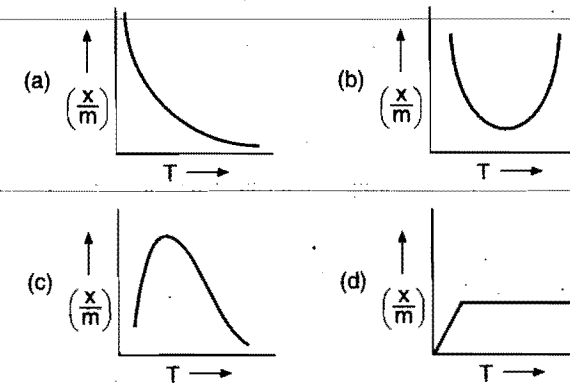 (a) (x/m) T →
(b) (x/m) T →
(c) (x/m) T →
(d) (x/m) T →